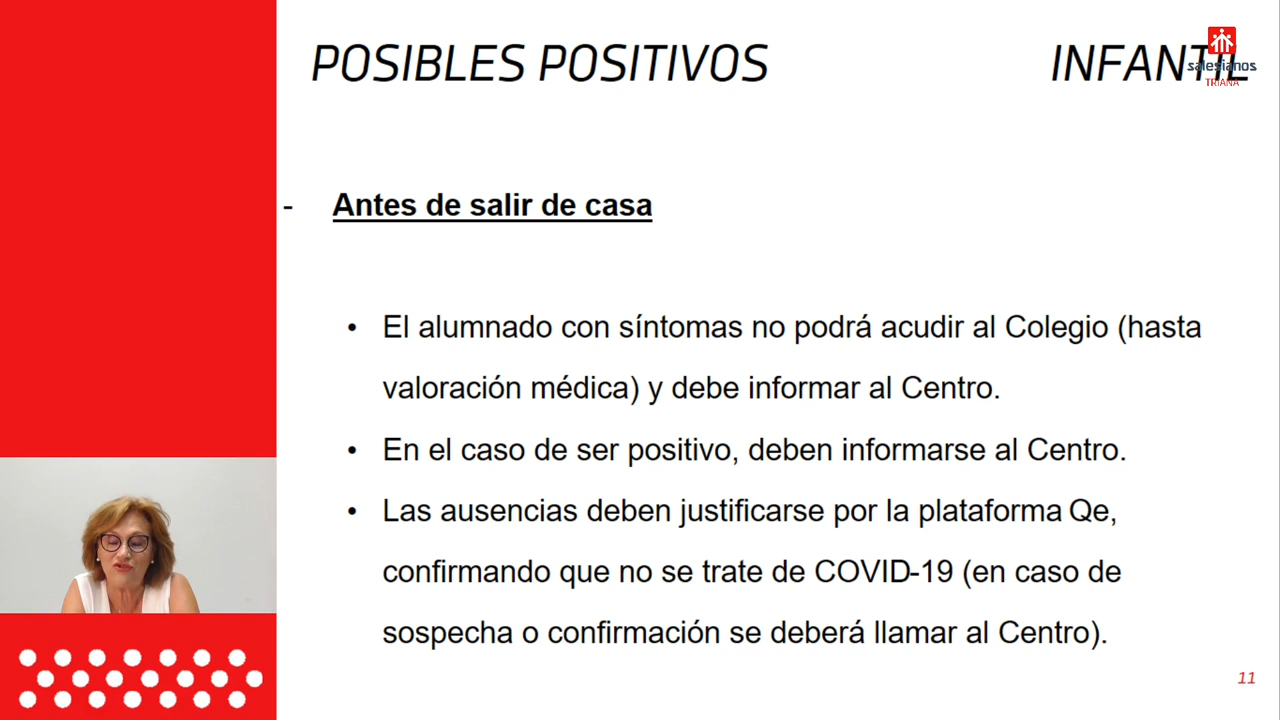 POSIBLES POSITIVOS INFANTIL
salesianos
TRIANA
- Antes de salir de casa
• El alumnado con síntomas no podrá acudir al Colegio (hasta
valoración médica) y debe informar al Centro.
• En el caso de ser positivo, deben informarse al Centro.
• Las ausencias deben justificarse por la plataforma Qe,
confirmando que no se trate de COVID-19 (en caso de
sospecha o confirmación se deberá llamar al Centro).
11